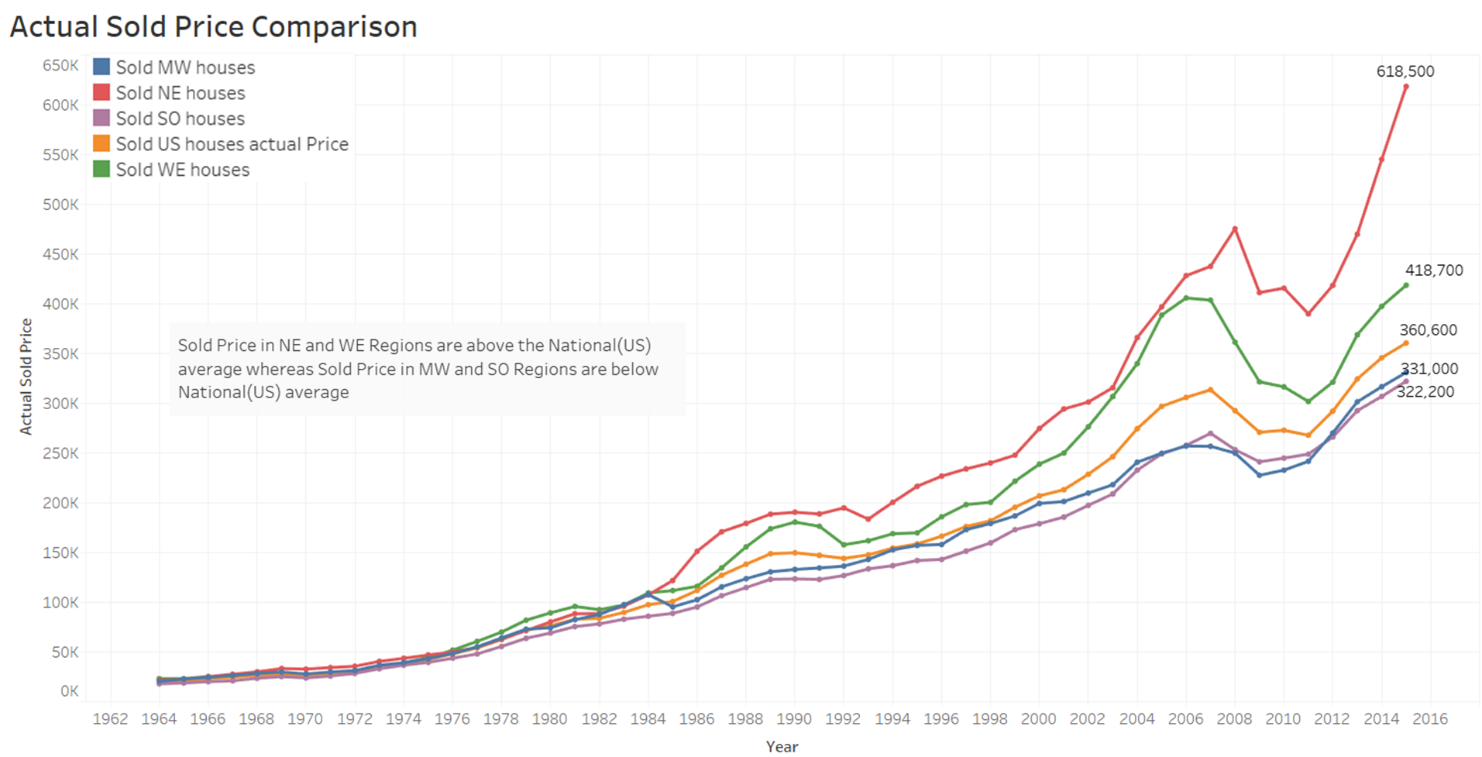 Actual Sold Price Comparison
Sold MW houses
Sold NE houses
Sold SO houses
Sold US houses actual Price
Sold WE houses
650K
600K
550K
500K
450K
400K
350K
300K
250K
200K
150K
100K
50K
0K
Actual Sold Price
Sold Price in NE and WE Regions are above the National(US)
average whereas Sold Price in MW and SO Regions are below
National(US) average
618,500
418,700
360,600
331,000
322,200
1962 1964 1966 1968 1970 1972 1974 1976 1978 1980 1982 1984 1986 1988 1990 1992 1994 1996 1998 2000 2002 2004 2006 2008 2010 2012 2014 2016
Year